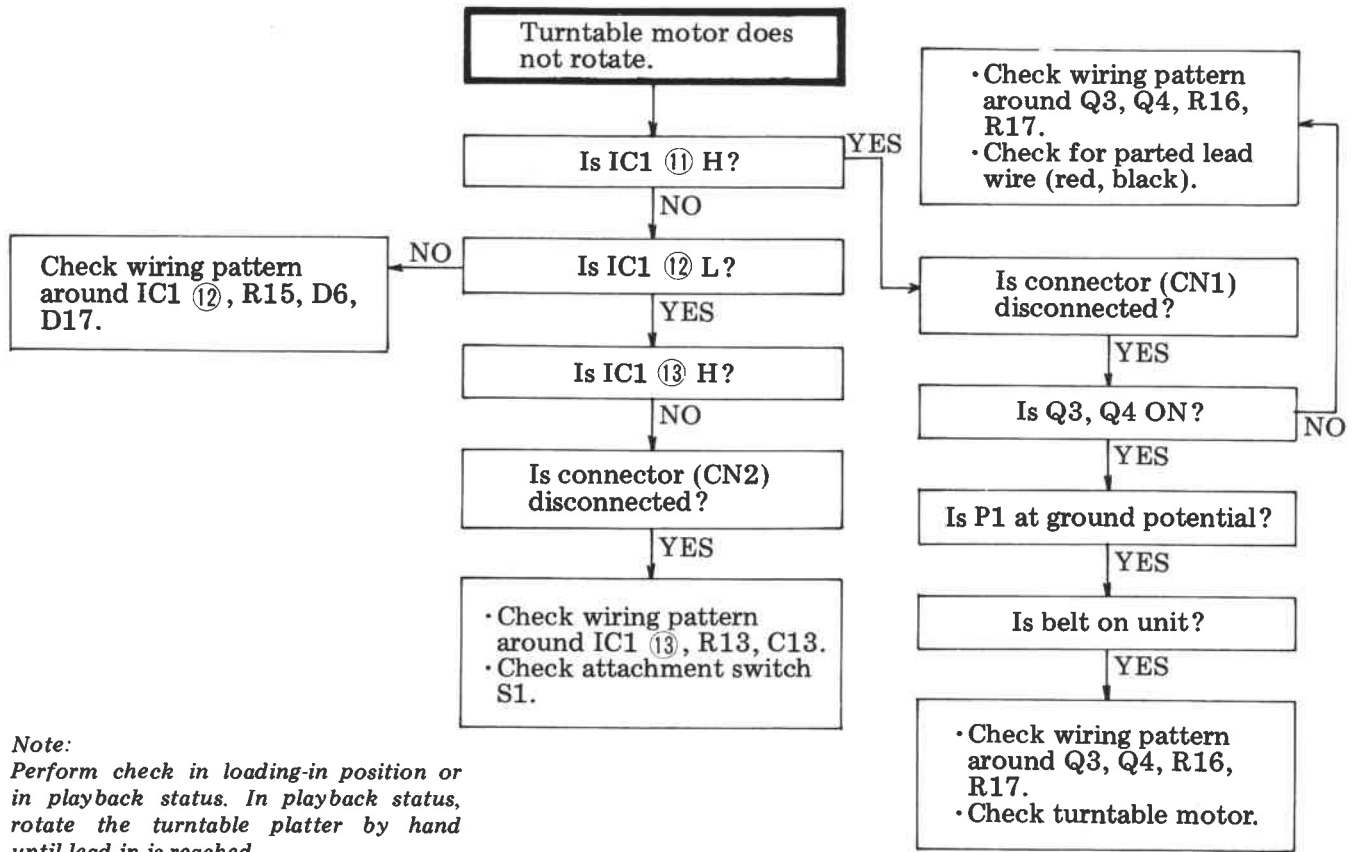 Turntable motor does
not rotate.
Is IC1 ⑪ H?
YES
NO
Is IC1 ⑫ L?
NO
Check wiring pattern
around IC1 ⑫, R15, D6,
D17.
YES
Is IC1 ⑬ H?
NO
Is connector (CN2)
disconnected?
YES
· Check wiring pattern
around IC1 ⑬, R13, C13.
· Check attachment switch
S1.
· Check wiring pattern
around Q3, Q4, R16,
R17.
· Check for parted lead
wire (red, black).
Is connector (CN1)
disconnected?
YES
Is Q3, Q4 ON?
NO
YES
Is P1 at ground potential?
YES
Is belt on unit?
YES
· Check wiring pattern
around Q3, Q4, R16,
R17.
· Check turntable motor.
Note:
Perform check in loading-in position or
in playback status. In playback status,
rotate the turntable platter by hand
until lead-in is reached.